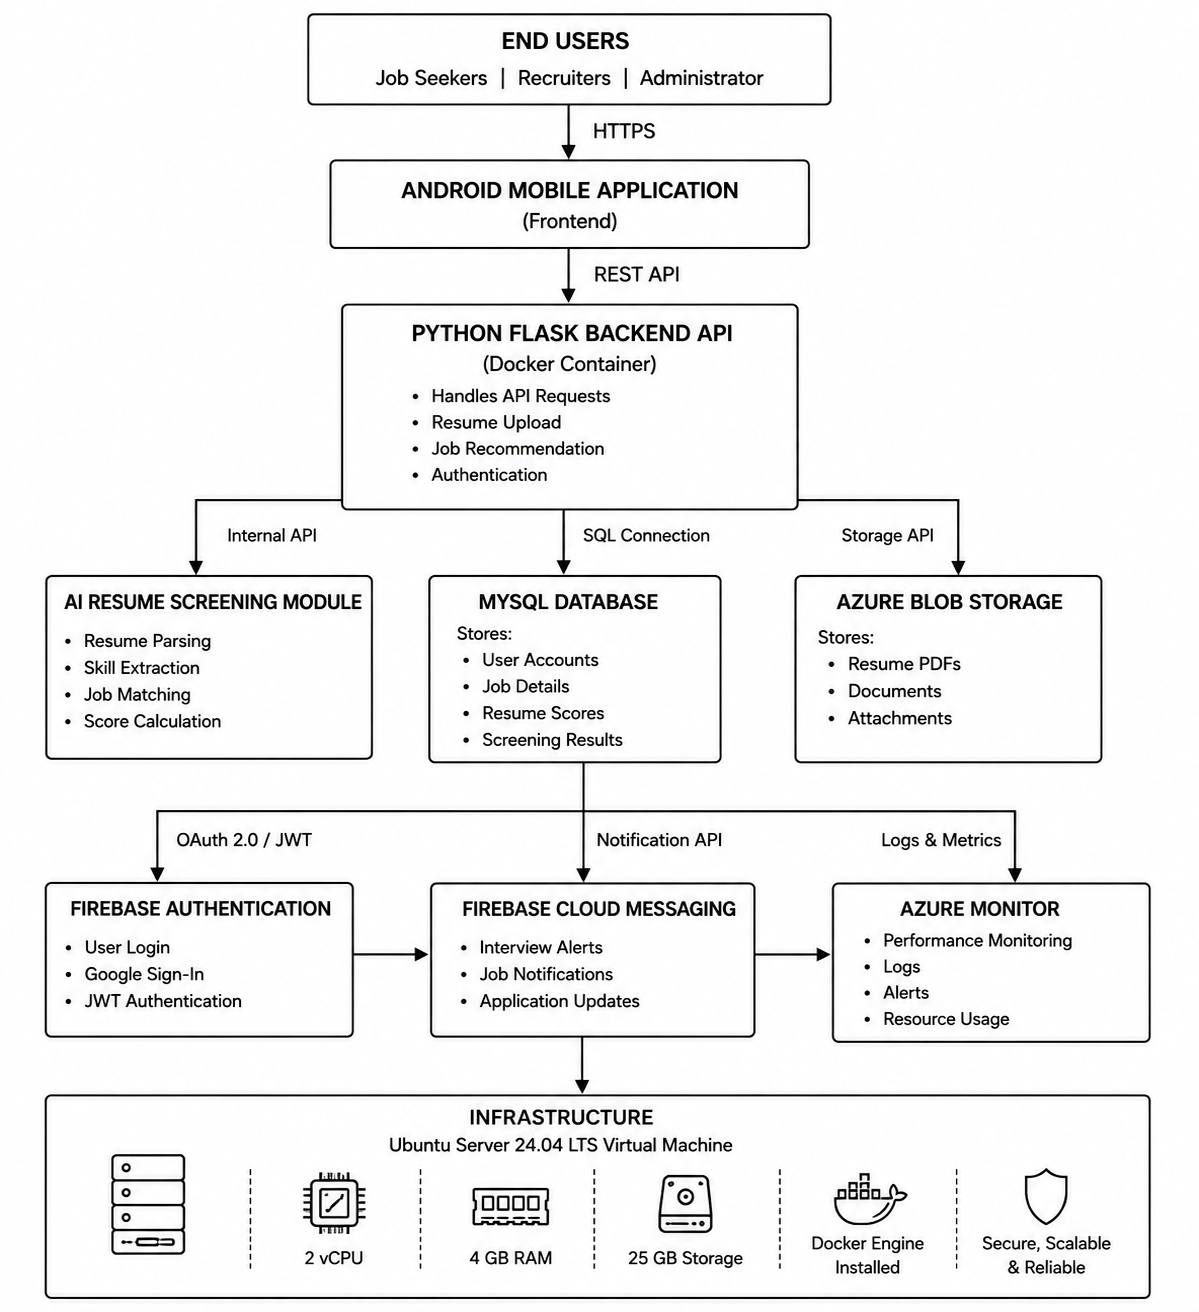 END USERS
Job Seekers | Recruiters | Administrator
HTTPS
ANDROID MOBILE APPLICATION
(Frontend)
REST API
PYTHON FLASK BACKEND API
(Docker Container)
• Handles API Requests
• Resume Upload
• Job Recommendation
• Authentication
Internal API
SQL Connection
Storage API
AI RESUME SCREENING MODULE
• Resume Parsing
• Skill Extraction
• Job Matching
• Score Calculation
MYSQL DATABASE
Stores:
• User Accounts
• Job Details
• Resume Scores
• Screening Results
AZURE BLOB STORAGE
Stores:
• Resume PDFs
• Documents
• Attachments
OAuth 2.0 / JWT
Notification API
Logs & Metrics
FIREBASE AUTHENTICATION
• User Login
• Google Sign-In
• JWT Authentication
FIREBASE CLOUD MESSAGING
• Interview Alerts
• Job Notifications
• Application Updates
AZURE MONITOR
• Performance Monitoring
• Logs
• Alerts
• Resource Usage
INFRASTRUCTURE
Ubuntu Server 24.04 LTS Virtual Machine
2 vCPU
4 GB RAM
25 GB Storage
Docker Engine
Installed
Secure, Scalable
& Reliable